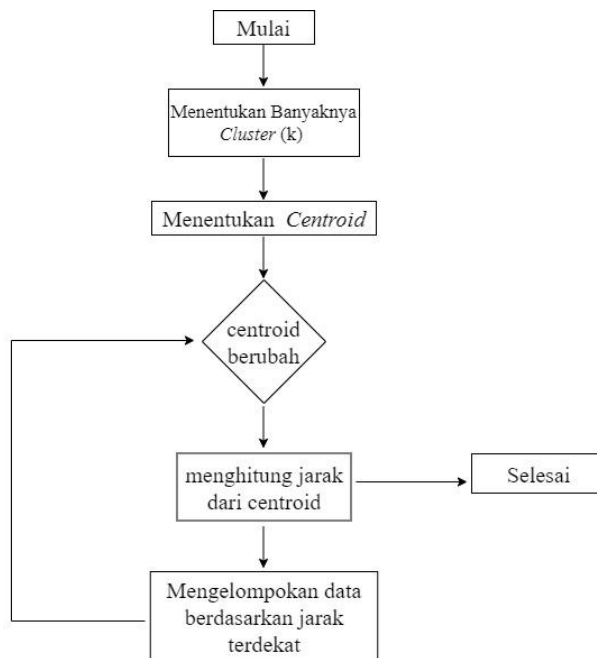 Mulai
Menentukan Banyaknya
Cluster (k)
Menentukan Centroid
centroid
berubah
menghitung jarak
dari centroid
Selesai
Mengelompokan data
berdasarkan jarak
terdekat